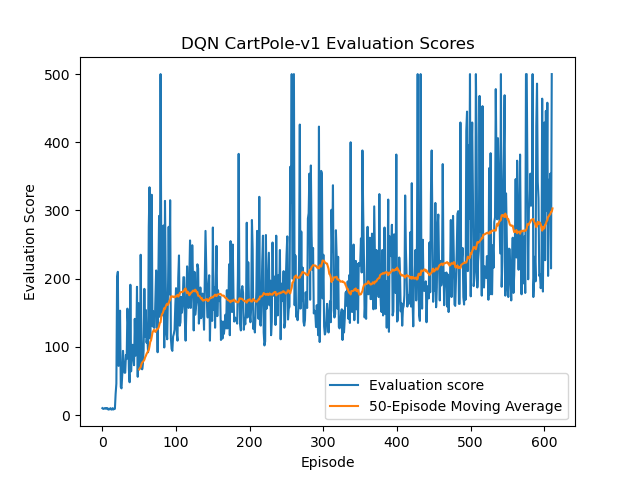 DQN CartPole-v1 Evaluation Scores
Evaluation Score
500
400
300
200
100
0
0 100 200 300 400 500 600
Episode
Evaluation score
50-Episode Moving Average